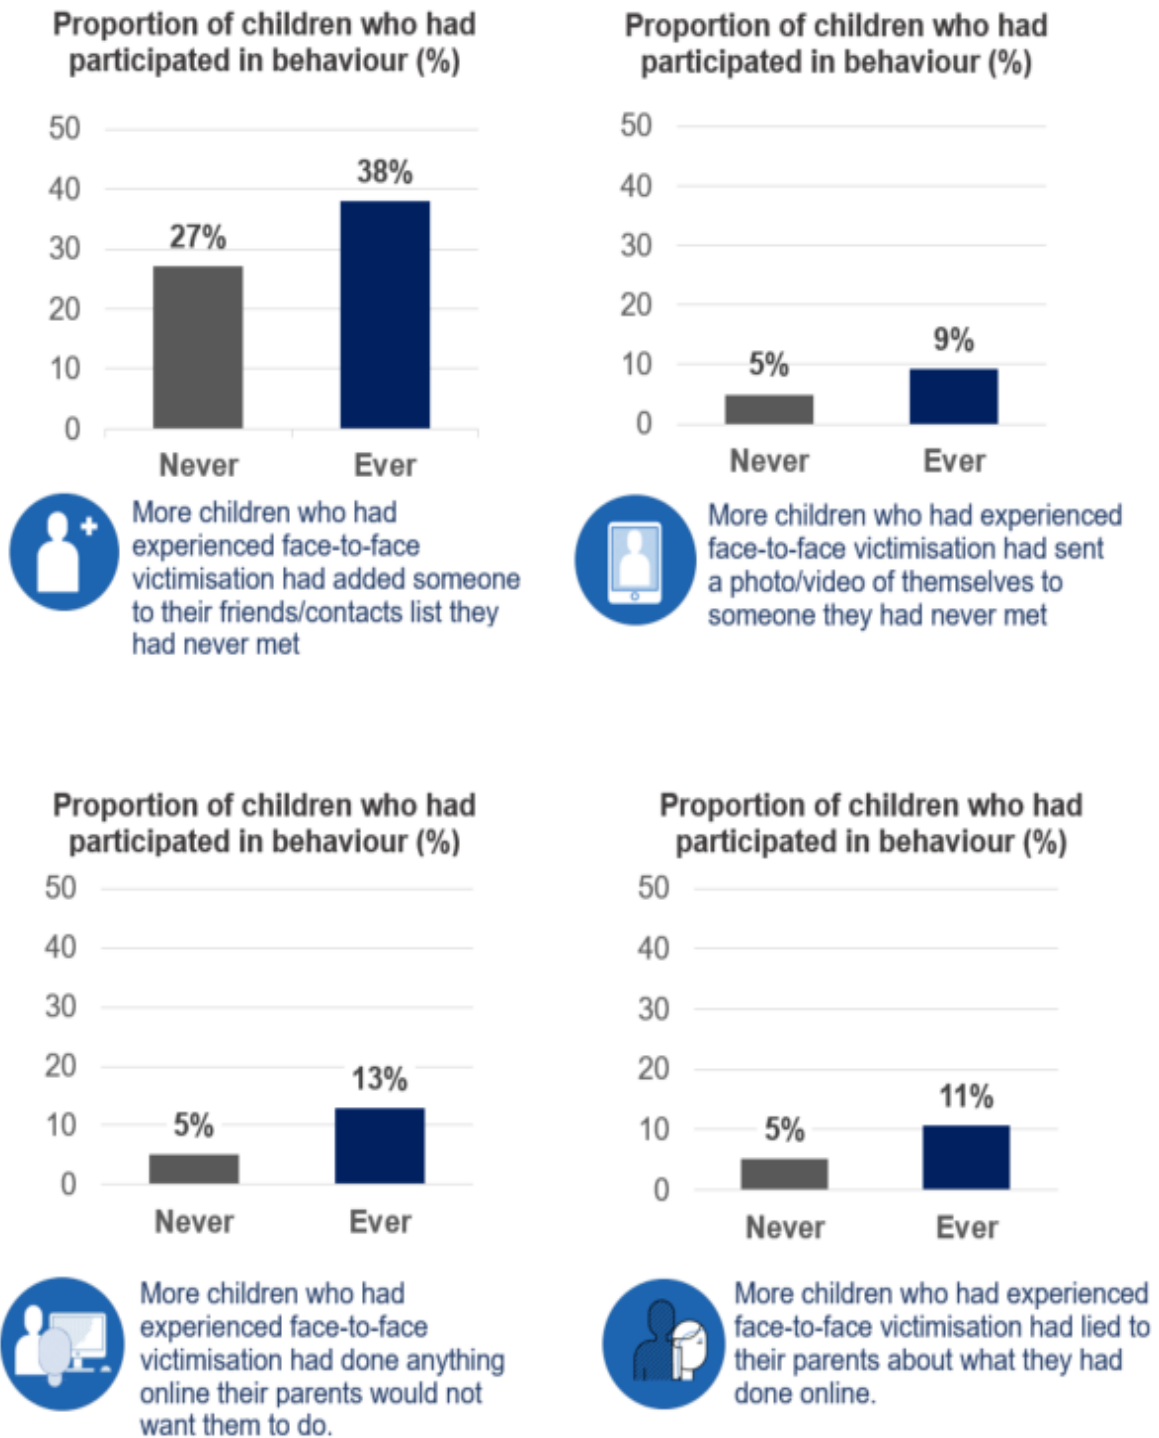 Proportion of children who had
participated in behaviour (%)
50
40
30
20
10
0
27%
38%
Never
Ever
More children who had
experienced face-to-face
victimisation had added someone
to their friends/contacts list they
had never met
Proportion of children who had
participated in behaviour (%)
50
40
30
20
10
0
5%
9%
Never
Ever
More children who had experienced
face-to-face victimisation had sent
a photo/video of themselves to
someone they had never met
Proportion of children who had
participated in behaviour (%)
50
40
30
20
10
0
5%
13%
Never
Ever
More children who had
experienced face-to-face
victimisation had done anything
online their parents would not
want them to do.
Proportion of children who had
participated in behaviour (%)
50
40
30
20
10
0
5%
11%
Never
Ever
More children who had experienced
face-to-face victimisation had lied to
their parents about what they had
done online.